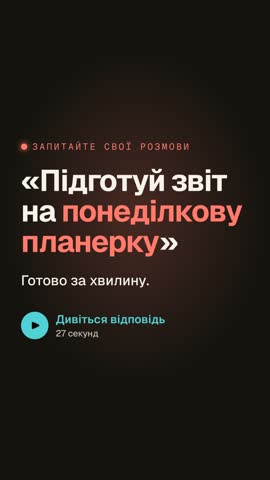 ЗАПИТАЙТЕ СВОЇ РОЗМОВИ
«Підготуй звіт
на понеділкову
планерку»
Готово за хвилину.
Дивіться відповідь
27 секунд